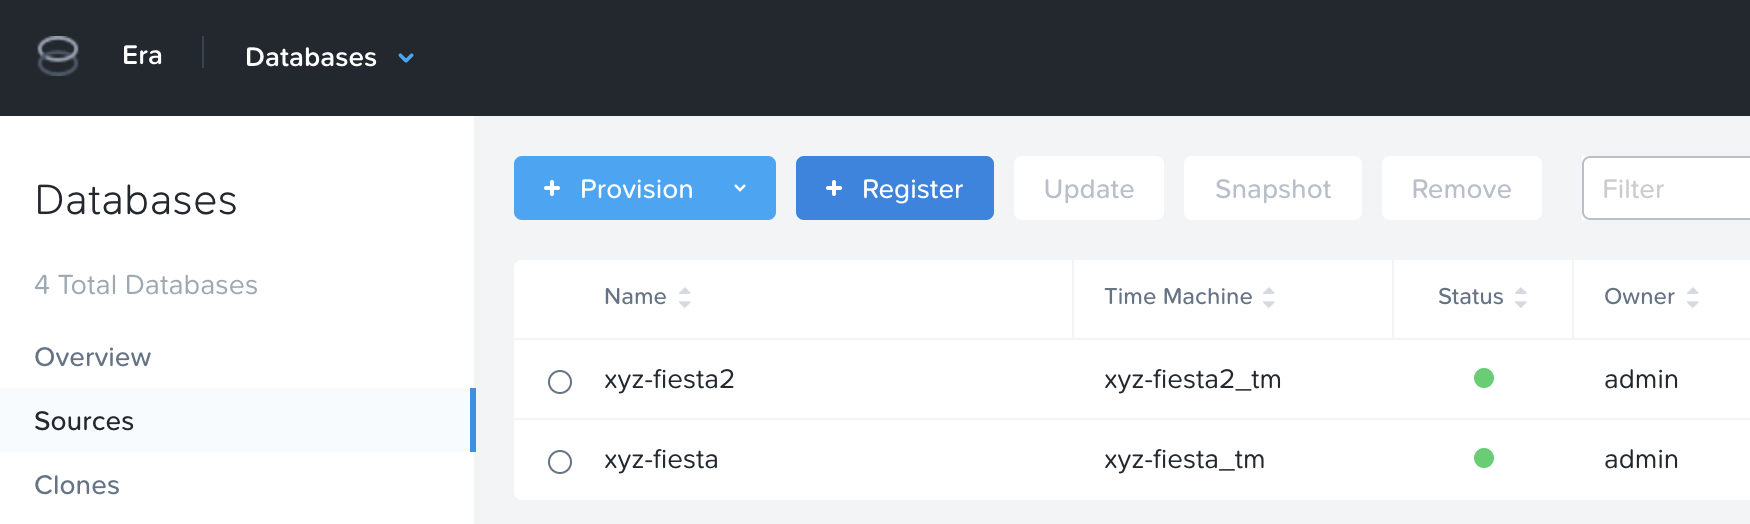 Era
Databases
Databases
4 Total Databases
Overview
Sources
Clones
+ Provision
+ Register
Update
Snapshot
Remove
Filter
Name
Time Machine
Status
Owner
xyz-fiesta2
xyz-fiesta2_tm
admin
xyz-fiesta
xyz-fiesta_tm
admin